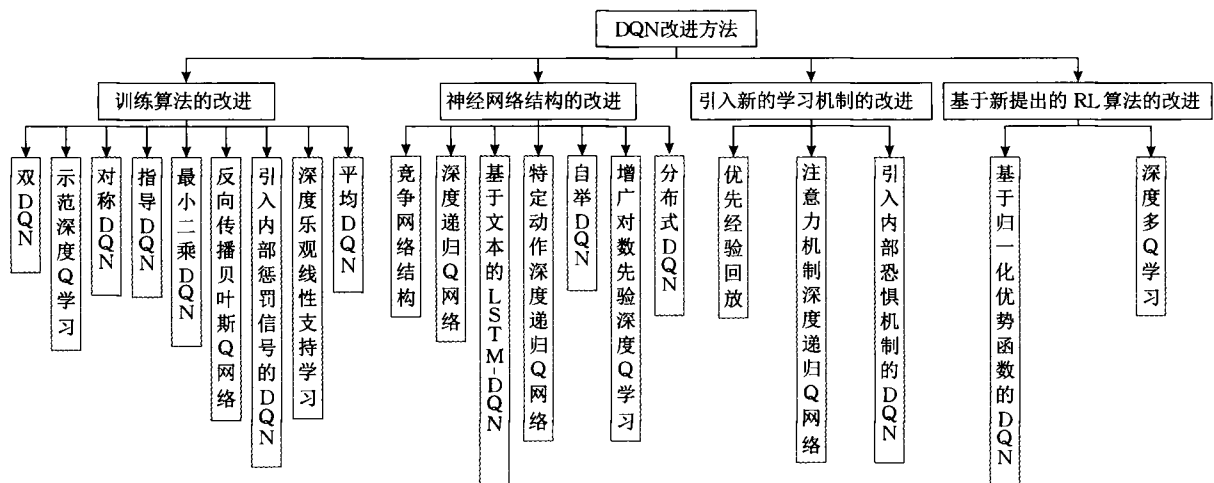 DQN改进方法
训练算法的改进
神经网络结构的改进
引入新的学习机制的改进
基于新提出的 RL 算法的改进
双DQN
示范深度Q学习
对称DQN
指导DQN
最小二乘DQN
反向传播贝叶斯Q网络
引入内部惩罚信号的DQN
深度乐观线性支持学习
平均DQN
竞争网络结构
深度递归Q网络
基于文本的LSTM-DQN
特定动作深度递归Q网络
自举DQN
增广对数先验深度Q学习
分布式DQN
优先经验回放
注意力机制深度递归Q网络
引入内部恐惧机制的DQN
基于归一化优势函数的DQN
深度多Q学习